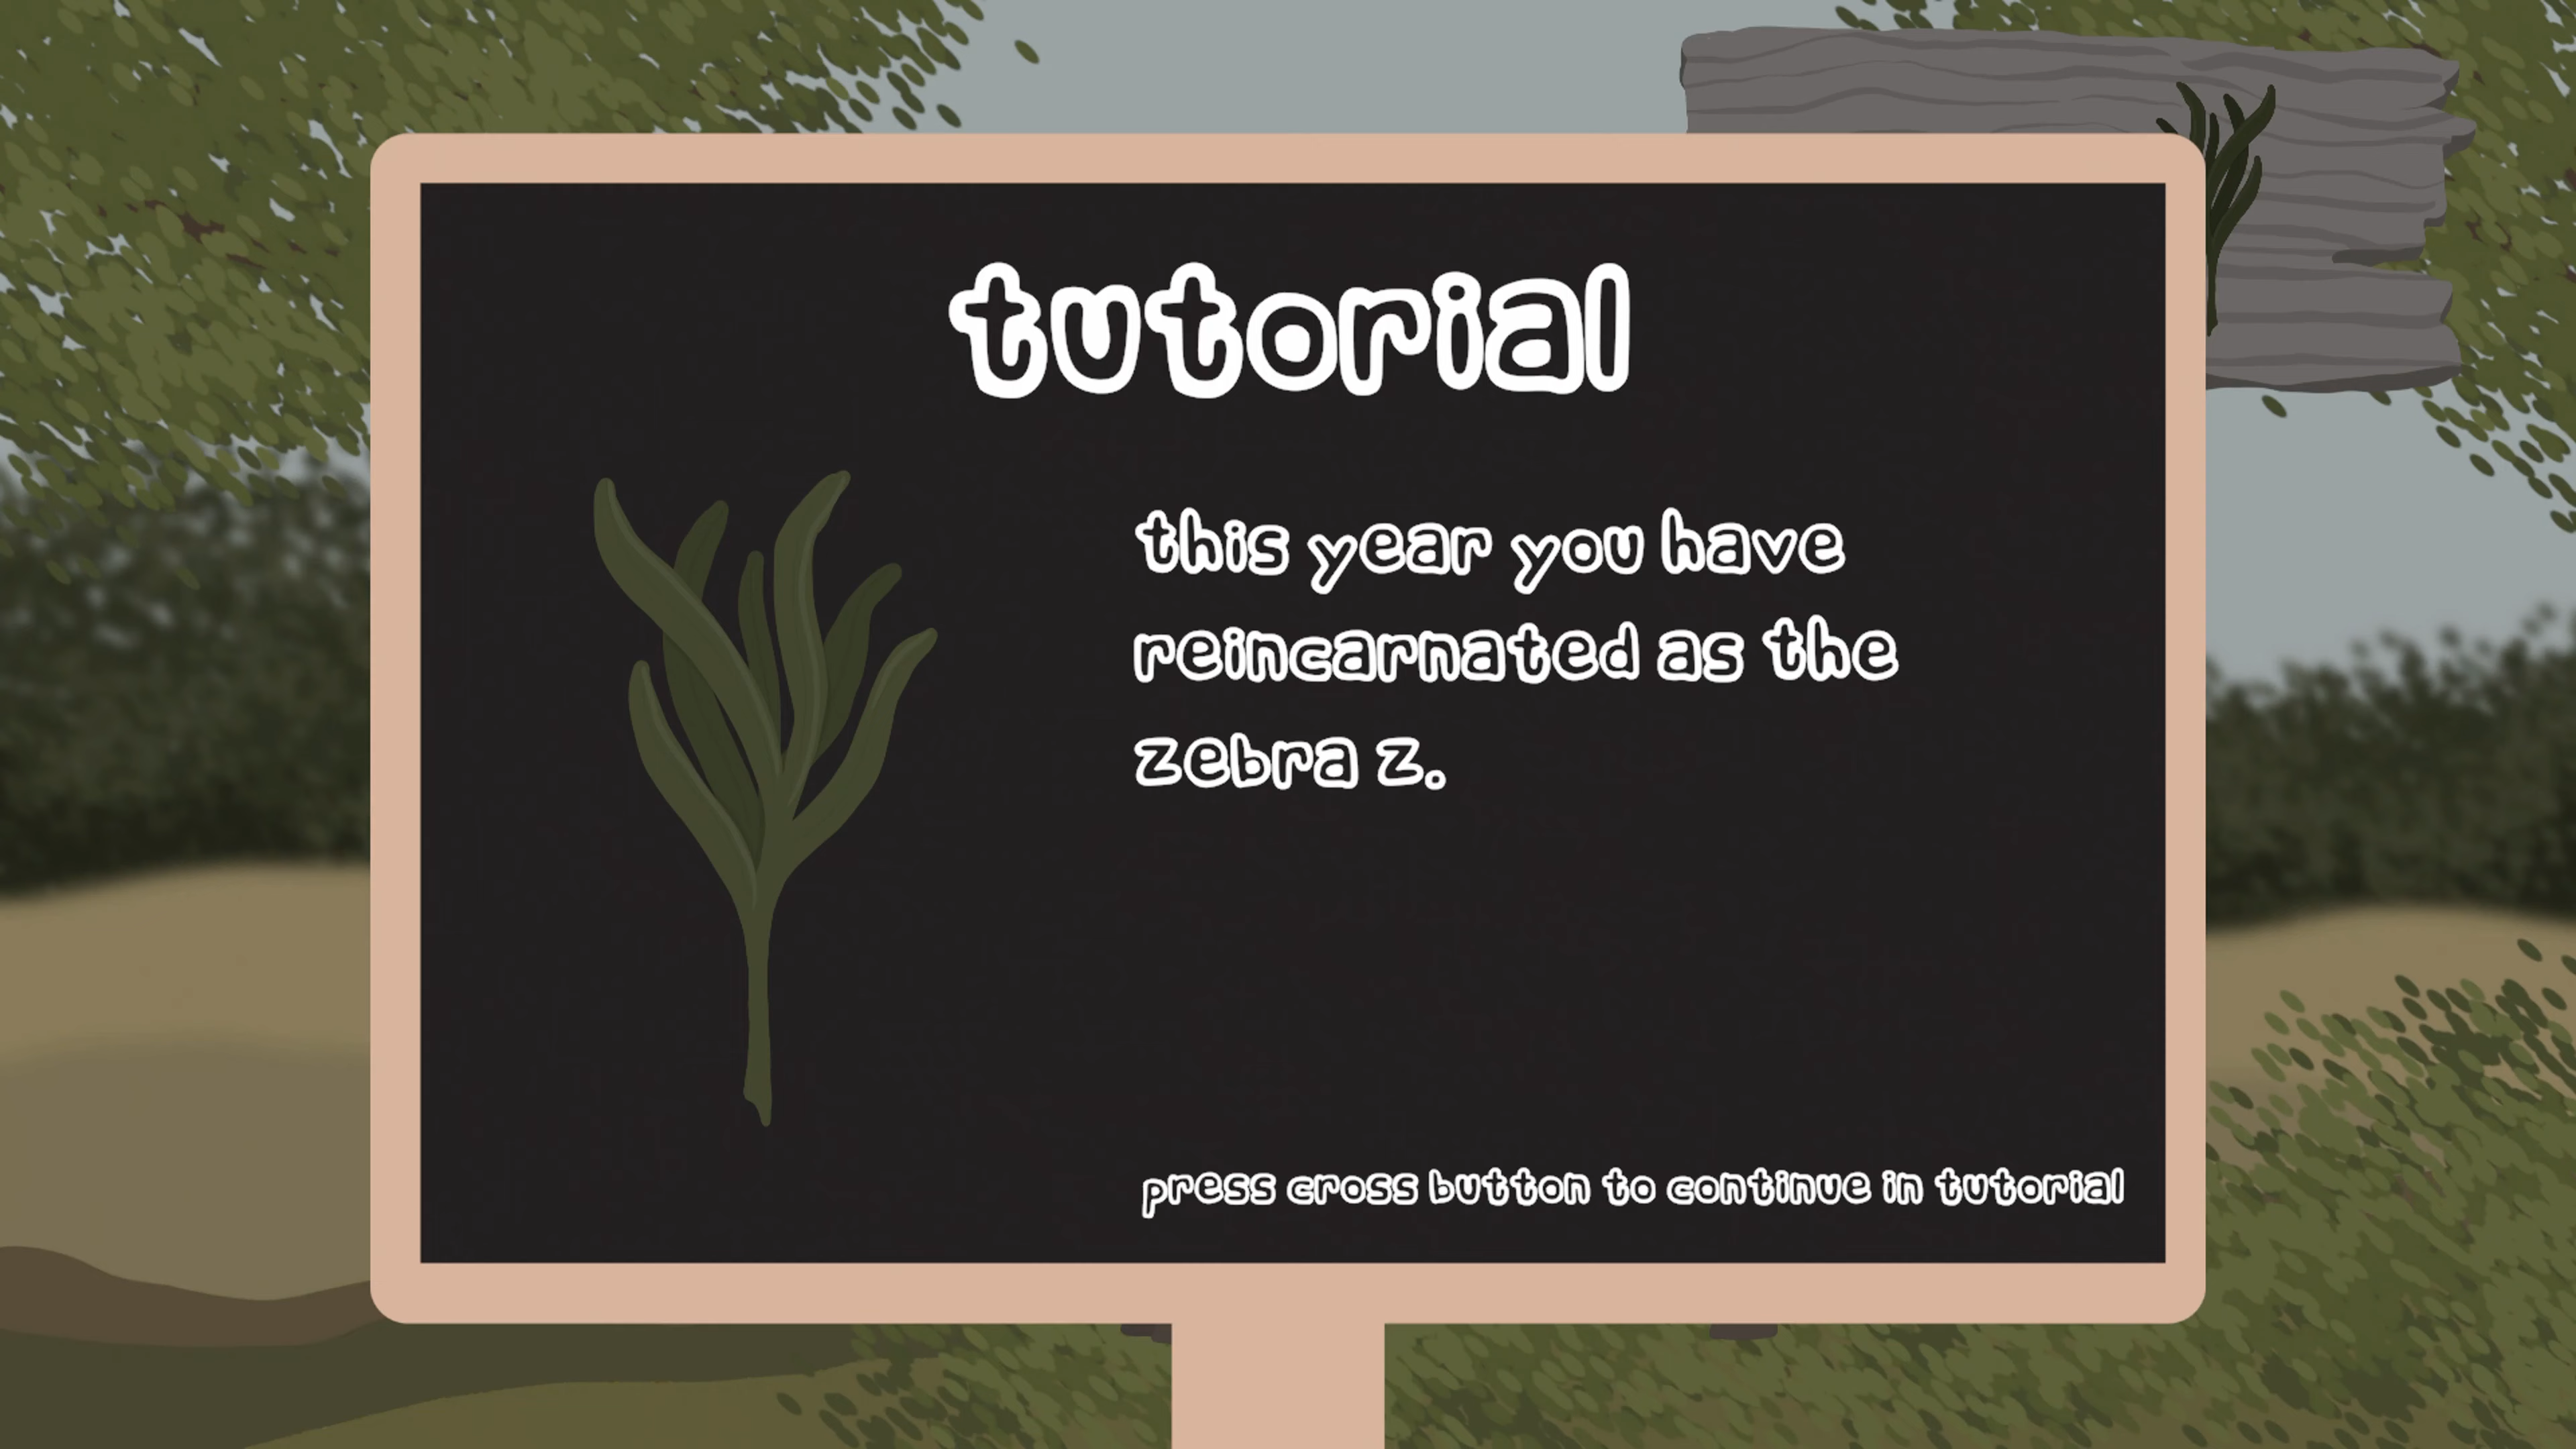 tutorial
this year you have
reincarnated as the
zebra z.
press cross button to continue in tutorial